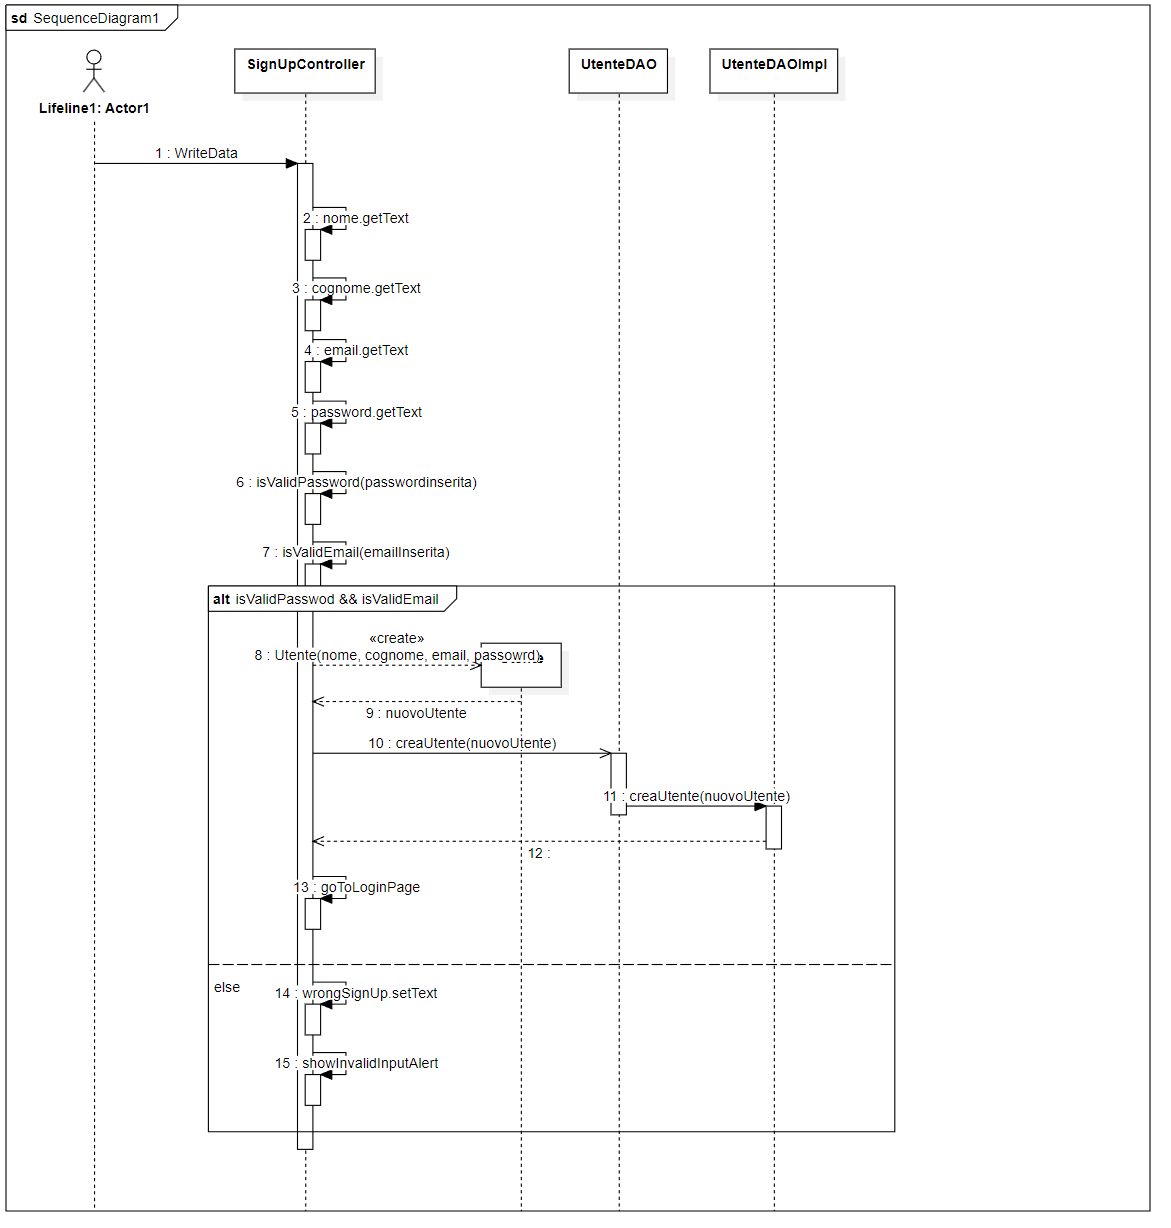 sd SequenceDiagram1
SignUpController
UtenteDAO
UtenteDAOImpl
Lifeline1: Actor1
1 : WriteData
2 : nome.getText
3 : cognome.getText
4 : email.getText
5 : password.getText
6 : isValidPassword(passwordinserita)
7 : isValidEmail(emailInserita)
alt isValidPasswod && isValidEmail
«create»
8 : Utente(nome, cognome, email, passowrd)
9 : nuovoUtente
10 : creaUtente(nuovoUtente)
11 : creaUtente(nuovoUtente)
12 :
13 : goToLoginPage
else
14 : wrongSignUp.setText
15 : showInvalidInputAlert